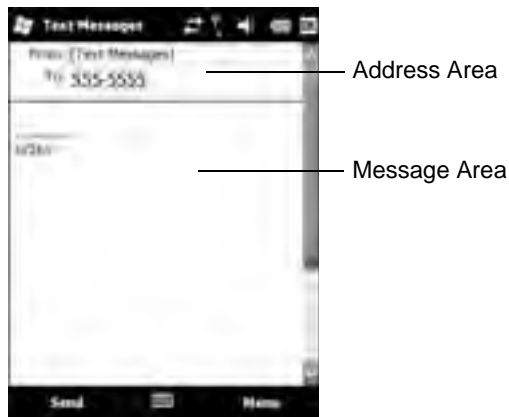 Text Messages
From: [Text Messages]
To: 555-5555
Address Area
Message Area
Send
Menu